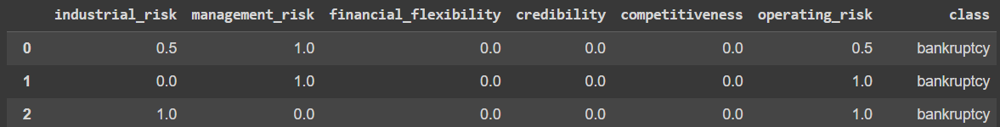 industrial_risk management_risk financial_flexibility credibility competitiveness operating_risk class
0 0.5 1.0 0.0 0.0 0.0 0.5 bankruptcy
1 0.0 1.0 0.0 0.0 0.0 1.0 bankruptcy
2 1.0 0.0 0.0 0.0 0.0 1.0 bankruptcy